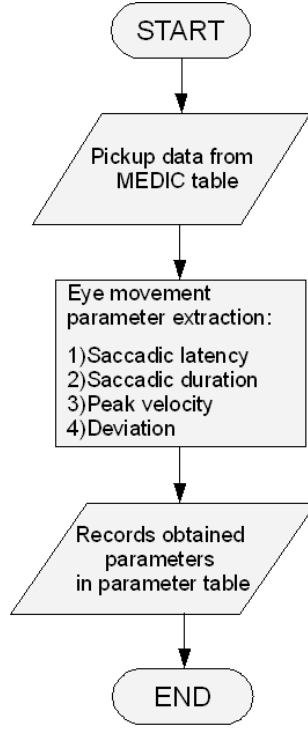 START
Pickup data from
MEDIC table
Eye movement
parameter extraction:
1)Saccadic latency
2)Saccadic duration
3)Peak velocity
4)Deviation
Records obtained
parameters
in parameter table
END